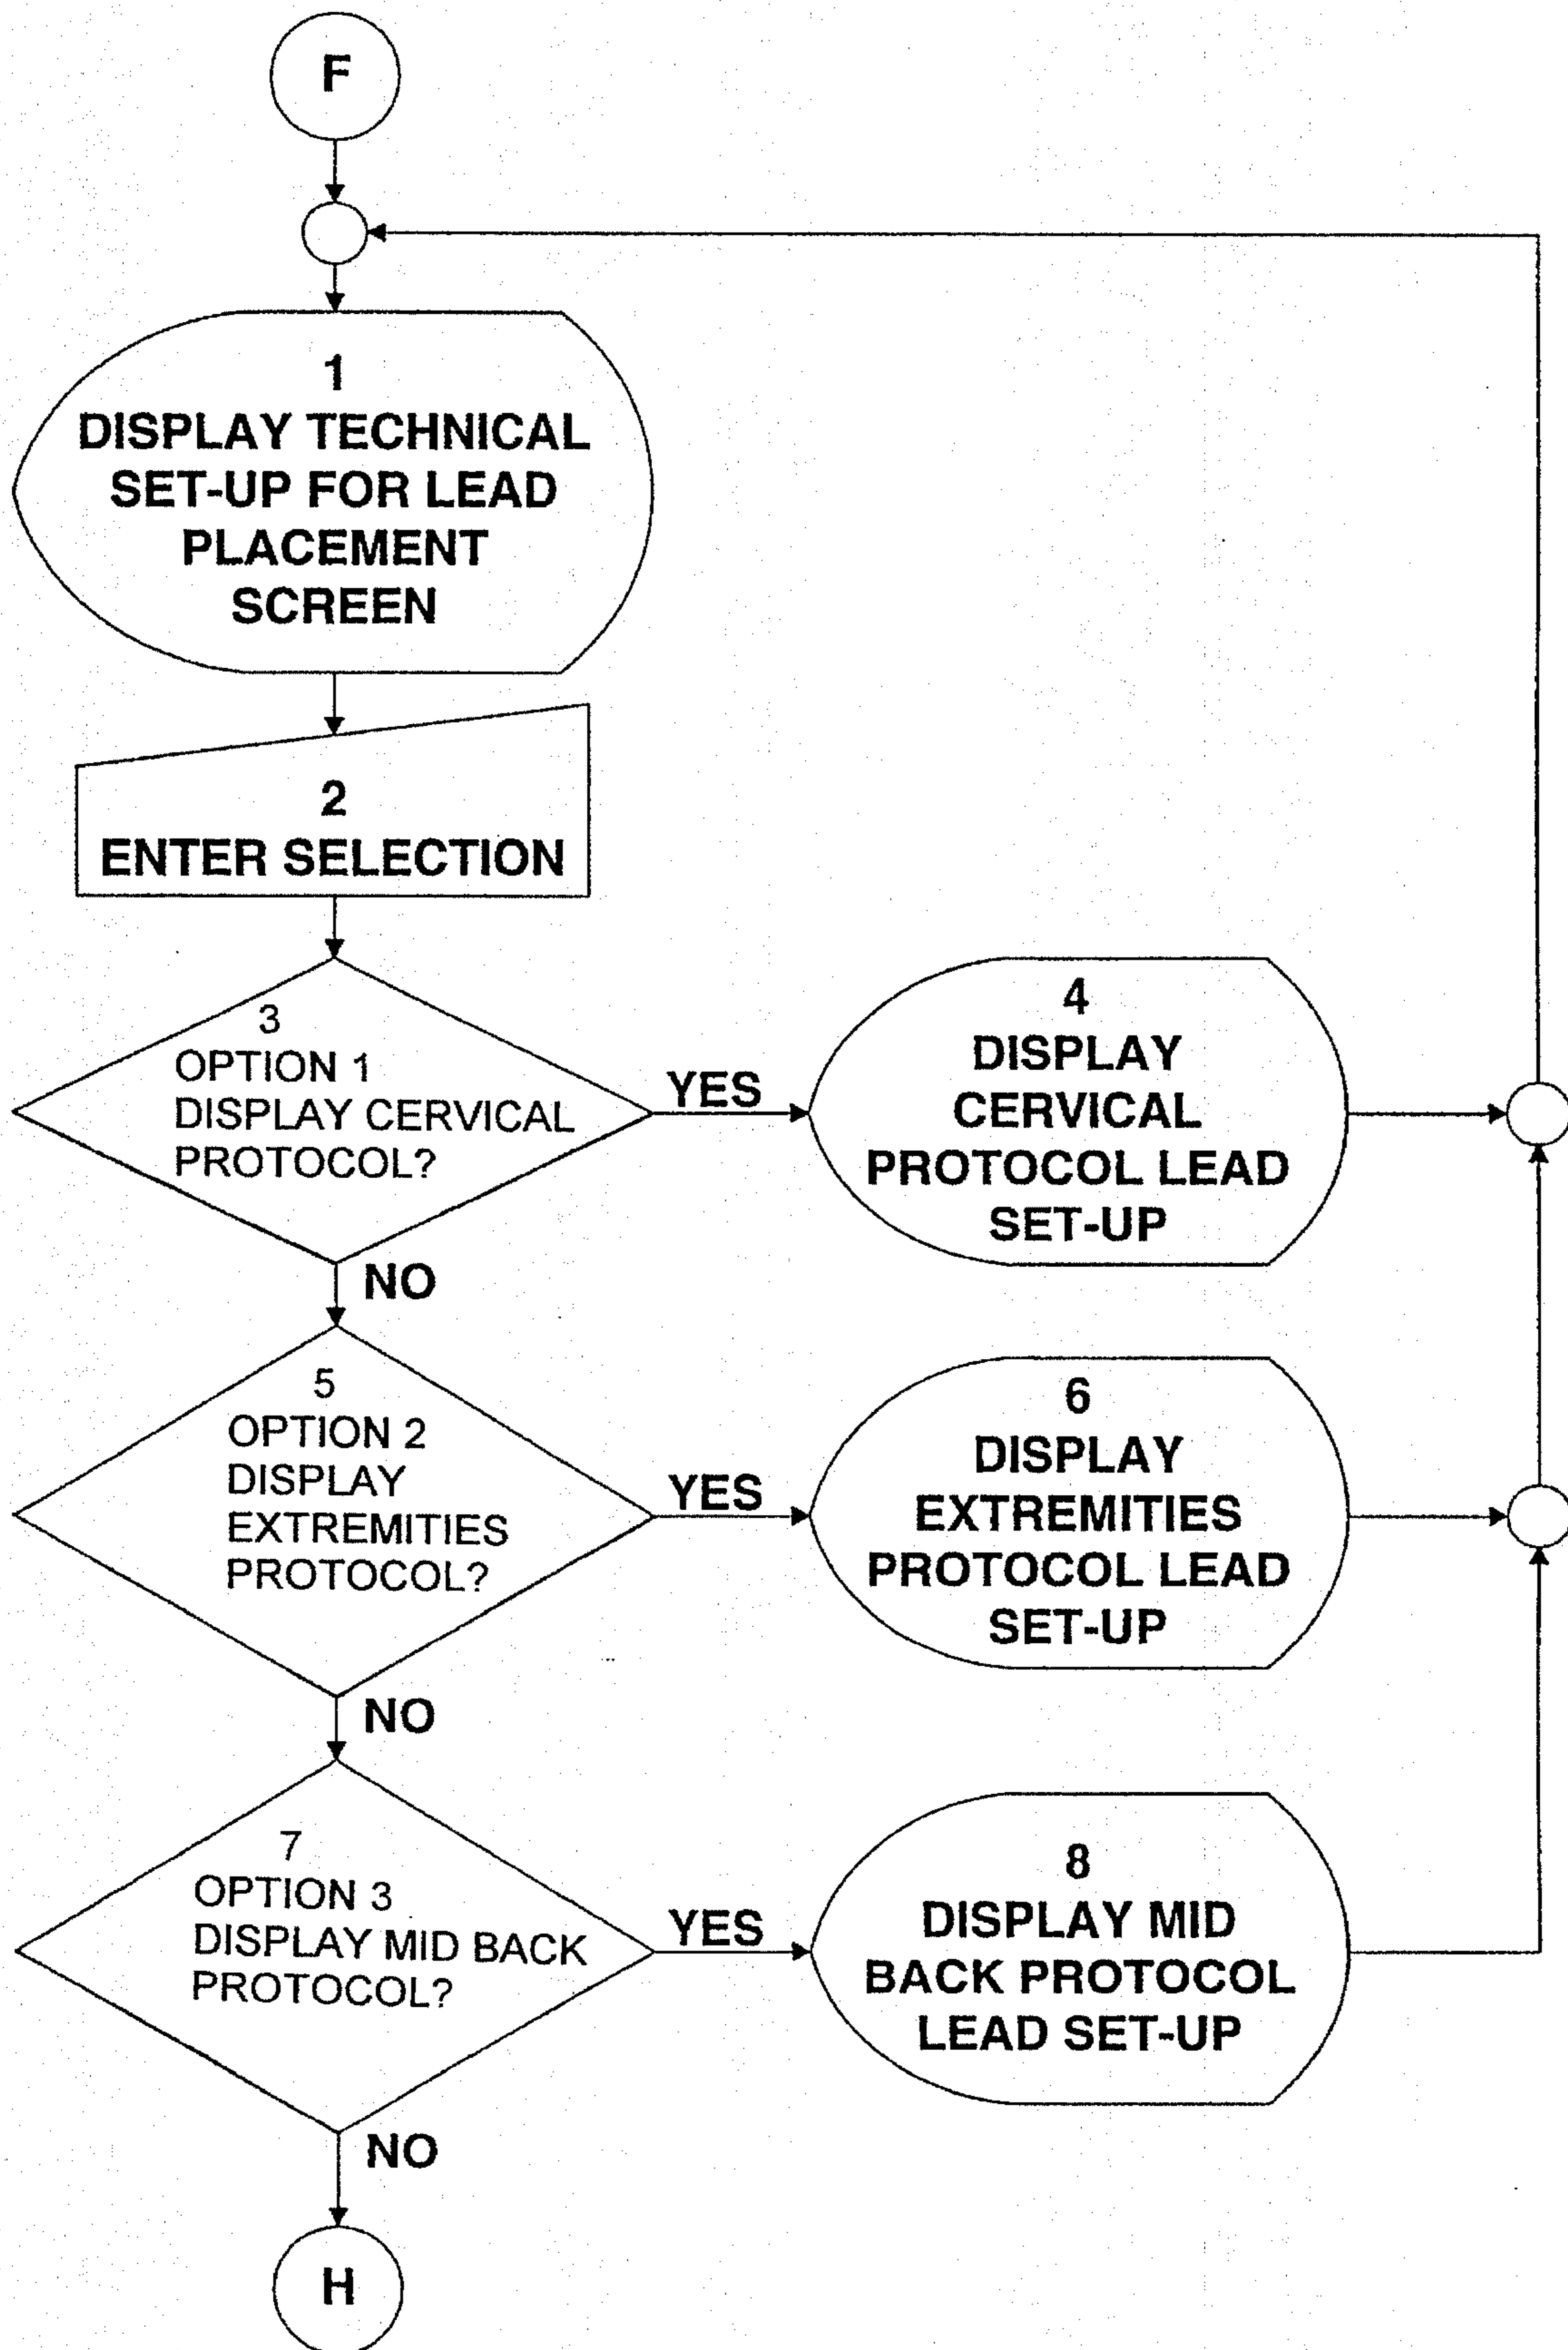 F
1
DISPLAY TECHNICAL
SET-UP FOR LEAD
PLACEMENT
SCREEN
2
ENTER SELECTION
3
OPTION 1
DISPLAY CERVICAL
PROTOCOL?
YES
4
DISPLAY
CERVICAL
PROTOCOL LEAD
SET-UP
NO
5
OPTION 2
DISPLAY
EXTREMITIES
PROTOCOL?
YES
6
DISPLAY
EXTREMITIES
PROTOCOL LEAD
SET-UP
NO
7
OPTION 3
DISPLAY MID BACK
PROTOCOL?
YES
8
DISPLAY MID
BACK PROTOCOL
LEAD SET-UP
NO
H